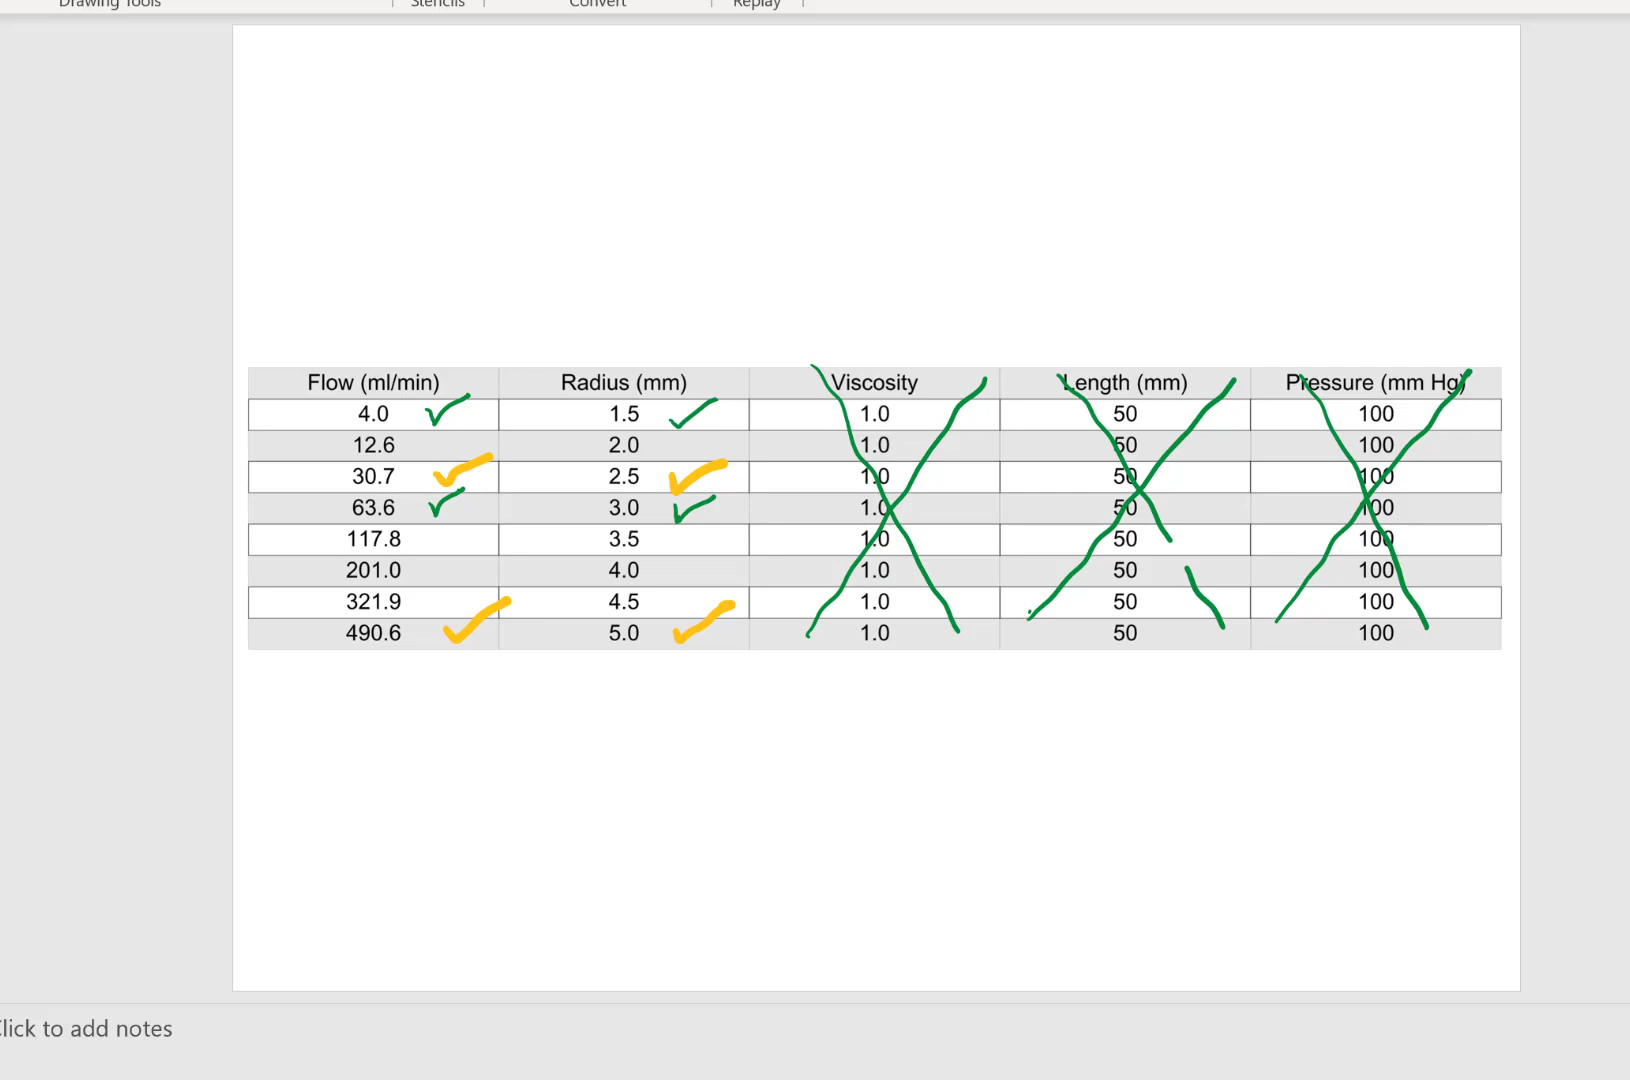 Drawing Tools Stencils Convert Replay
Flow (ml/min) Radius (mm) Viscosity Length (mm) Pressure (mm Hg)
4.0 1.5 1.0 50 100
12.6 2.0 1.0 50 100
30.7 2.5 1.0 50 100
63.6 3.0 1.0 50 100
117.8 3.5 1.0 50 100
201.0 4.0 1.0 50 100
321.9 4.5 1.0 50 100
490.6 5.0 1.0 50 100
lick to add notes